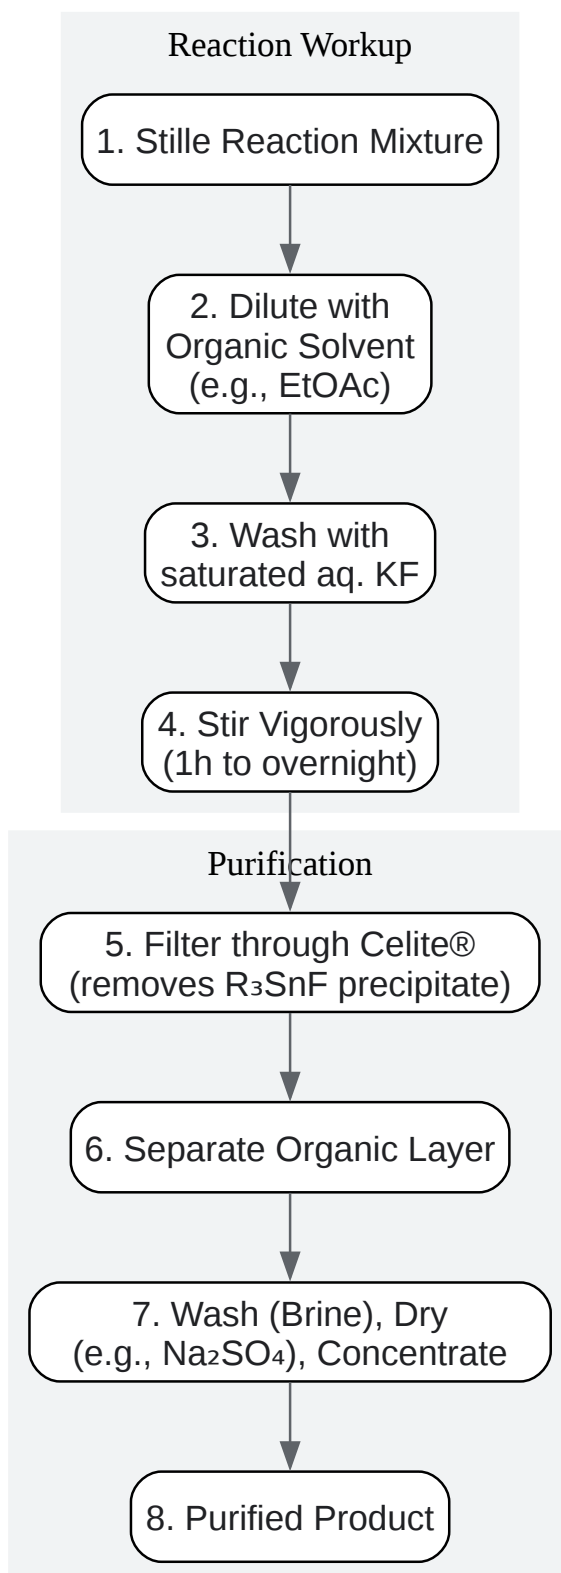 Reaction Workup
1. Stille Reaction Mixture
2. Dilute with
Organic Solvent
(e.g., EtOAc)
3. Wash with
saturated aq. KF
4. Stir Vigorously
(1h to overnight)
Purification
5. Filter through Celite®
(removes R₃SnF precipitate)
6. Separate Organic Layer
7. Wash (Brine), Dry
(e.g., Na₂SO₄), Concentrate
8. Purified Product